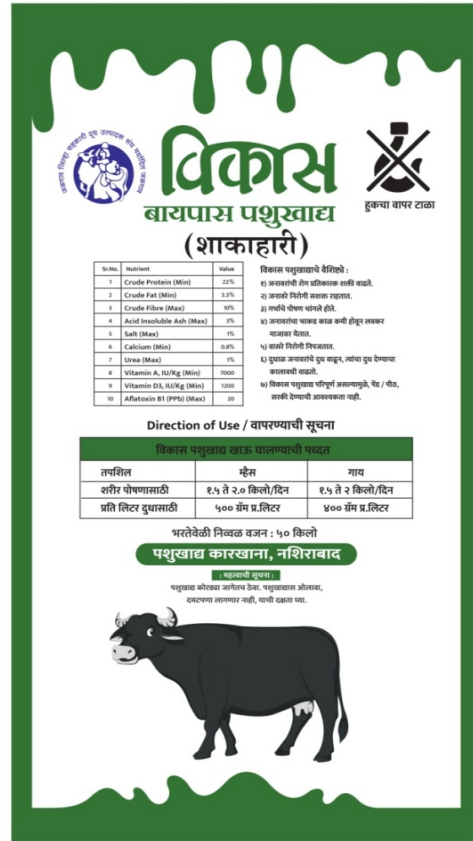 जळगाव जिल्हा सहकारी दूध उत्पादक संघ मर्यादित जळगाव
विकास
बायपास पशुखाद्य
(शाकाहारी)
हुकचा वापर टाळा
Sr.No. Nutrient Value
1 Crude Protein (Min) 22%
2 Crude Fat (Min) 3.5%
3 Crude Fibre (Max) 10%
4 Acid Insoluble Ash (Max) 3%
5 Salt (Max) 1%
6 Calcium (Min) 0.8%
7 Urea (Max) 1%
8 Vitamin A, IU/Kg (Min) 7000
9 Vitamin D3, IU/Kg (Min) 1200
10 Aflatoxin B1 (PPb) (Max) 20
विकास पशुखाद्याचे वैशिष्ट्ये :
१) जनावरांची रोग प्रतिकारक शक्ती वाढते.
२) जनावरे निरोगी सशक्त राहतात.
३) गर्भाचे पोषण चांगले होते.
४) जनावरांचा भाकड काळ कमी होवून लवकर
माजावर येतात.
५) वासरे निरोगी निपजतात.
६) दुधाळ जनावरांचे दुध वाढून, त्यांचा दुध देण्याचा
कालावधी वाढतो.
७) विकास पशुखाद्य परिपूर्ण असल्यामुळे, पेंड / पीठ,
सरकी देण्याची आवश्यकता नाही.
Direction of Use / वापरण्याची सूचना
विकास पशुखाद्य खाऊ घालण्याची पध्दत
तपशिल म्हैस गाय
शरीर पोषणासाठी १.५ ते २.० किलो/दिन १.५ ते २ किलो/दिन
प्रति लिटर दुधासाठी ५०० ग्रॅम प्र.लिटर ४०० ग्रॅम प्र.लिटर
भरतेवेळी निव्वळ वजन : ५० किलो
पशुखाद्य कारखाना, नशिराबाद
: महत्वाची सूचना :
पशुखाद्य कोरड्या जागेतच ठेवा. पशुखाद्यास ओलावा,
दमटपणा लागणार नाही, याची दक्षता घ्या.